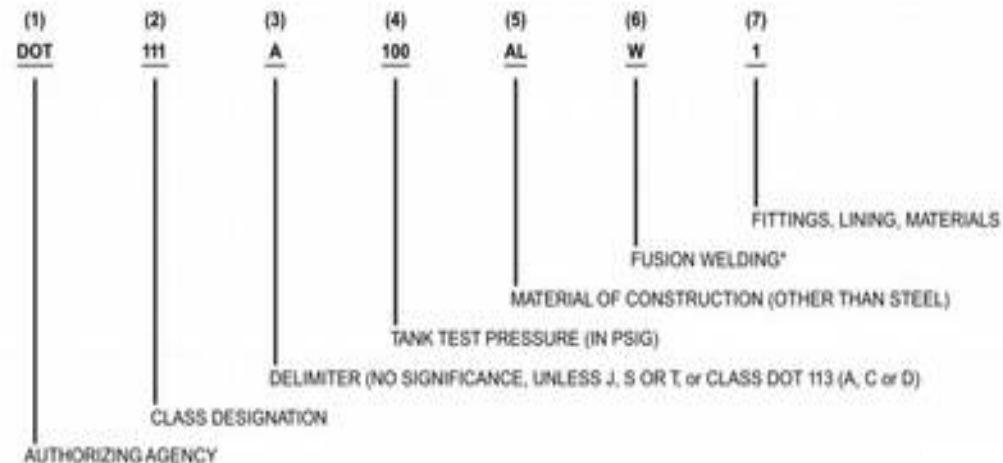 (1) (2) (3) (4) (5) (6) (7)
DOT 111 A 100 AL W 1
FITTINGS, LINING, MATERIALS
FUSION WELDING*
MATERIAL OF CONSTRUCTION (OTHER THAN STEEL)
TANK TEST PRESSURE (IN PSIG)
DELIMITER (NO SIGNIFICANCE, UNLESS J, S OR T, or CLASS DOT 113 (A, C or D)
CLASS DESIGNATION
AUTHORIZING AGENCY